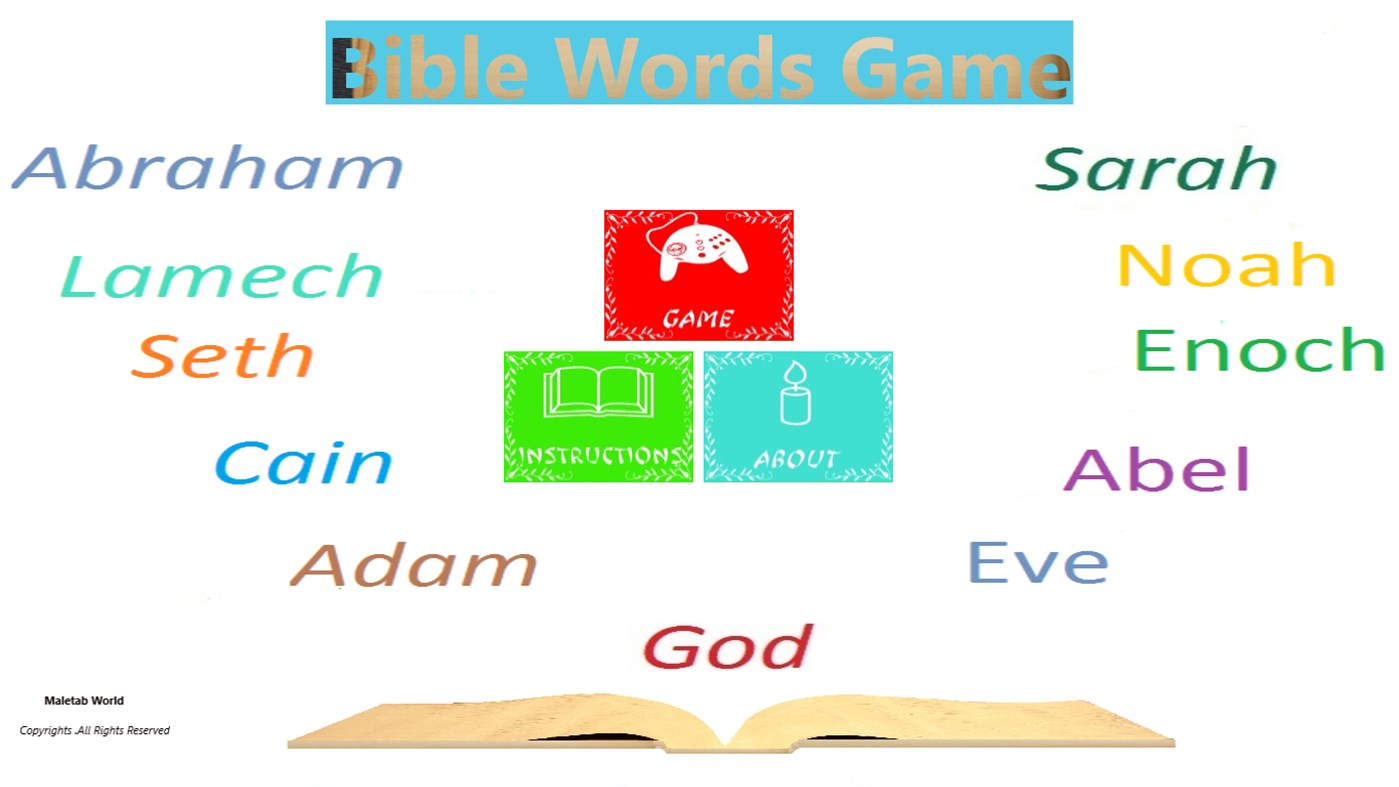 Bible Words Game
Abraham
Sarah
Lamech
Noah
GAME
Seth
Enoch
INSTRUCTIONS
ABOUT
Cain
Abel
Adam
Eve
God
Maletab World
Copyrights .All Rights Reserved